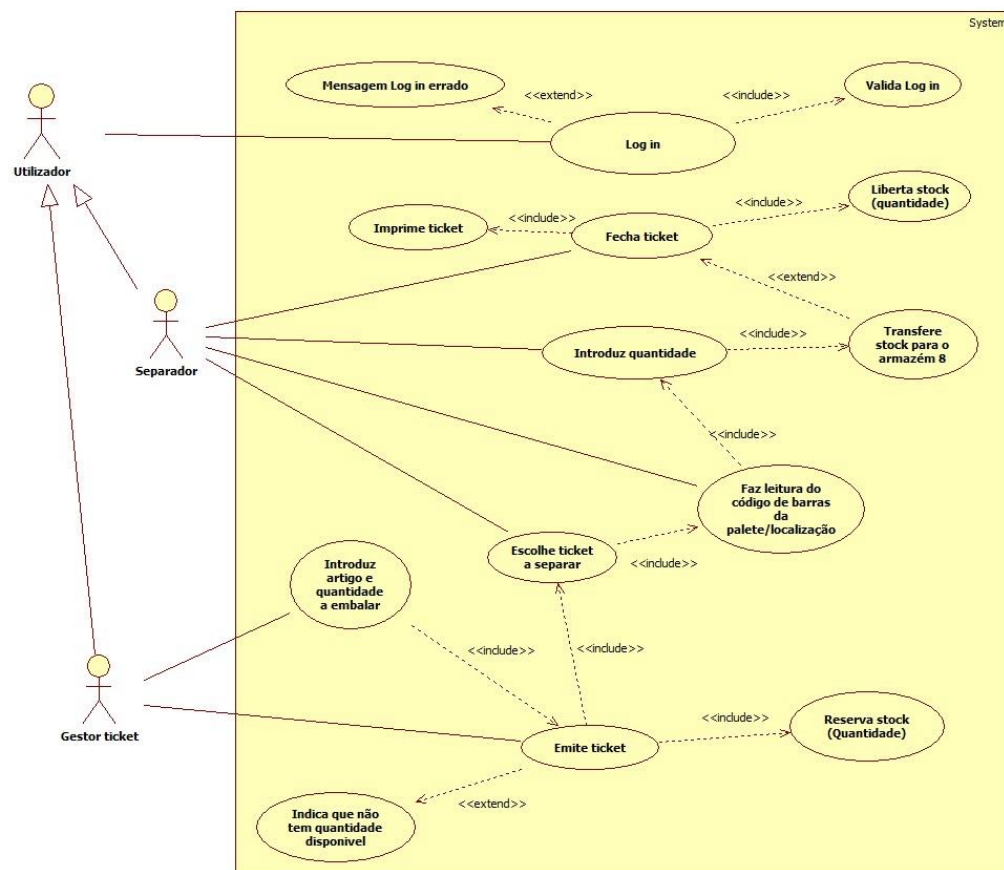 System
Mensagem Log in errado
<<extend>>
<<include>>
Valida Log in
Log in
Utilizador
Liberta stock
(quantidade)
Imprime ticket
<<include>>
<<include>>
Fecha ticket
<<extend>>
Separador
Introduz quantidade
<<include>>
Transfere
stock para o
armazém 8
<<include>>
Faz leitura do
código de barras
da
palete/localização
Escolhe ticket
a separar
<<include>>
Introduz
artigo e
quantidade
a embalar
<<include>>
<<include>>
Gestor ticket
Emite ticket
<<include>>
Reserva stock
(Quantidade)
<<extend>>
Indica que não
tem quantidade
disponivel